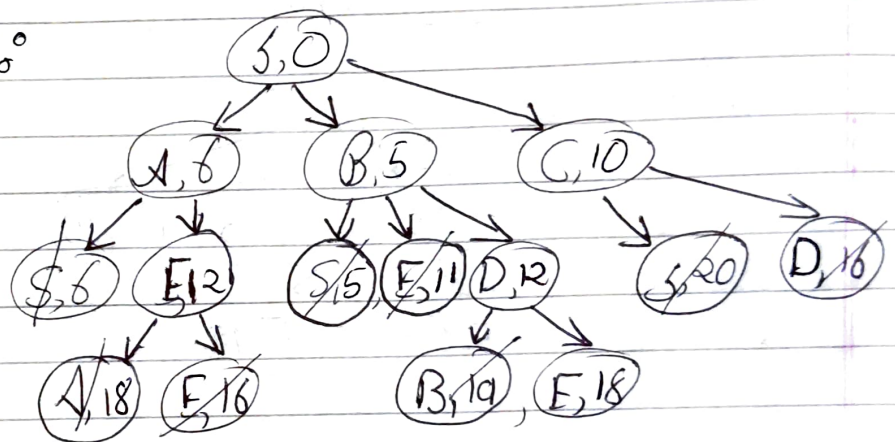 S,0
A,6 B,5 C,10
S,6 E,12 S,5, E,11 D,12 S,20 D,16
A,18 E,16 B,19, E,18